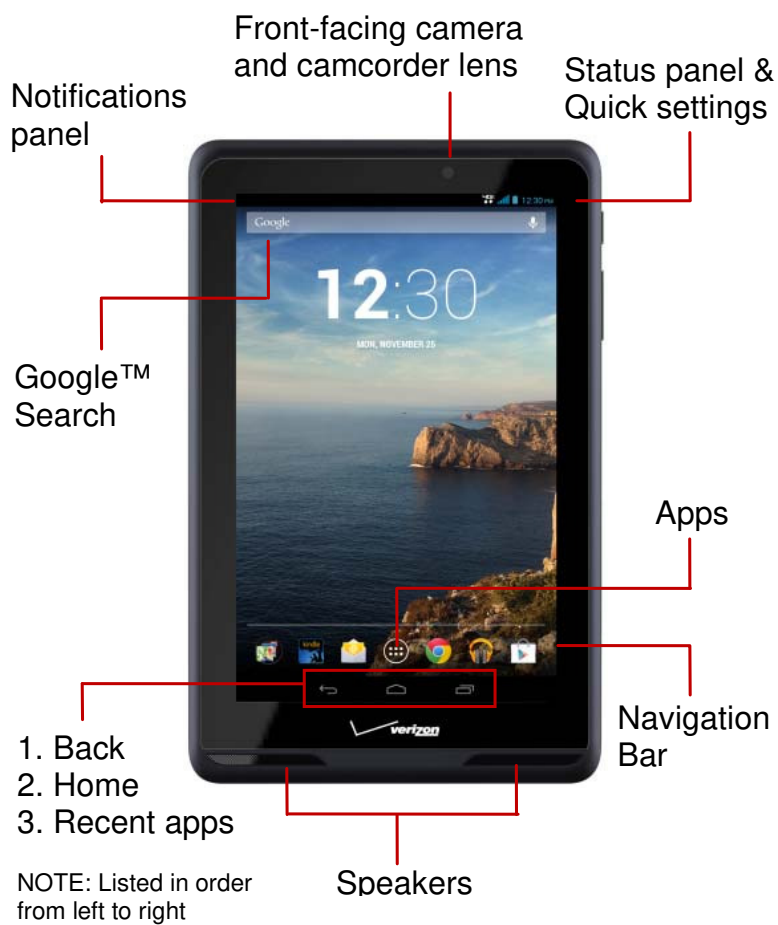 Front-facing camera
and camcorder lens
Status panel &
Quick settings
Notifications
panel
12:30 PM
Google
12:30
MON, NOVEMBER 25
Google™
Search
Apps
kindle
Navigation
Bar
verizon
1. Back
2. Home
3. Recent apps
Speakers
NOTE: Listed in order
from left to right